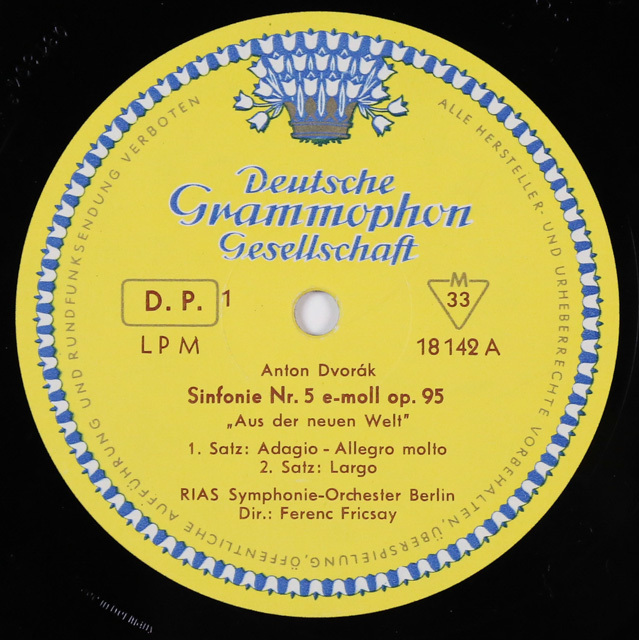 Deutsche
Grammophon
Gesellschaft
D. P. 1
M
33
LPM
18142 A
Anton Dvorák
Sinfonie Nr. 5 e-moll op. 95
„Aus der neuen Welt"
1. Satz: Adagio - Allegro molto
2. Satz: Largo
RIAS Symphonie-Orchester Berlin
Dir.: Ferenc Fricsay
ALLE HERSTELLER- UND URHEBERRECHTE VORBEHALTEN, ÜBERSPIELUNG, ÖFFENTLICHE AUFFÜHRUNG UND RUNDFUNKSENDUNG VERBOTEN